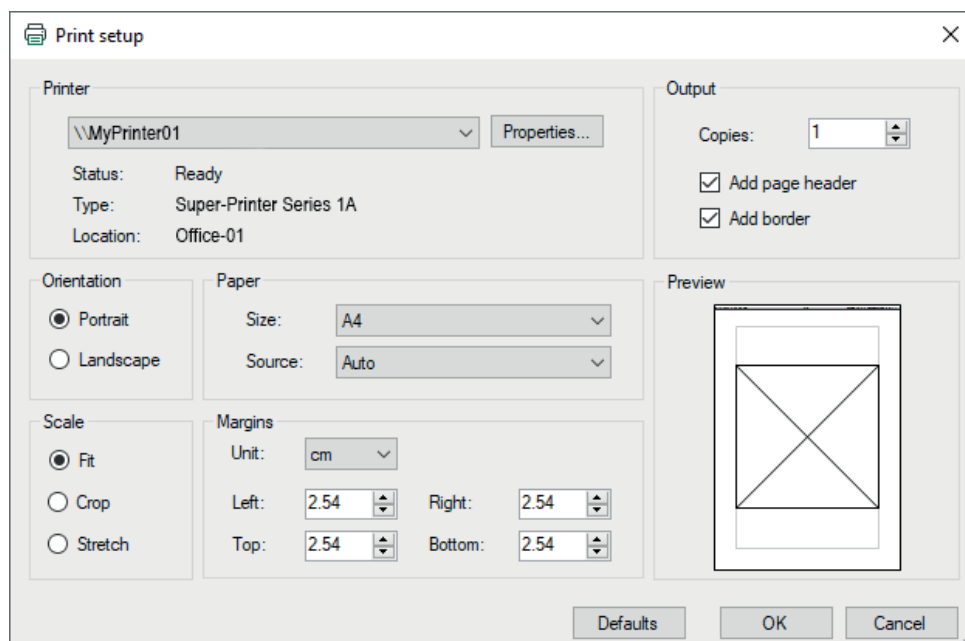 Print setup
Printer
\\MyPrinter01
Properties...
Status: Ready
Type: Super-Printer Series 1A
Location: Office-01
Output
Copies: 1
Add page header
Add border
Orientation
Portrait
Landscape
Paper
Size: A4
Source: Auto
Preview
Scale
Fit
Crop
Stretch
Margins
Unit: cm
Left: 2.54 Right: 2.54
Top: 2.54 Bottom: 2.54
Defaults OK Cancel